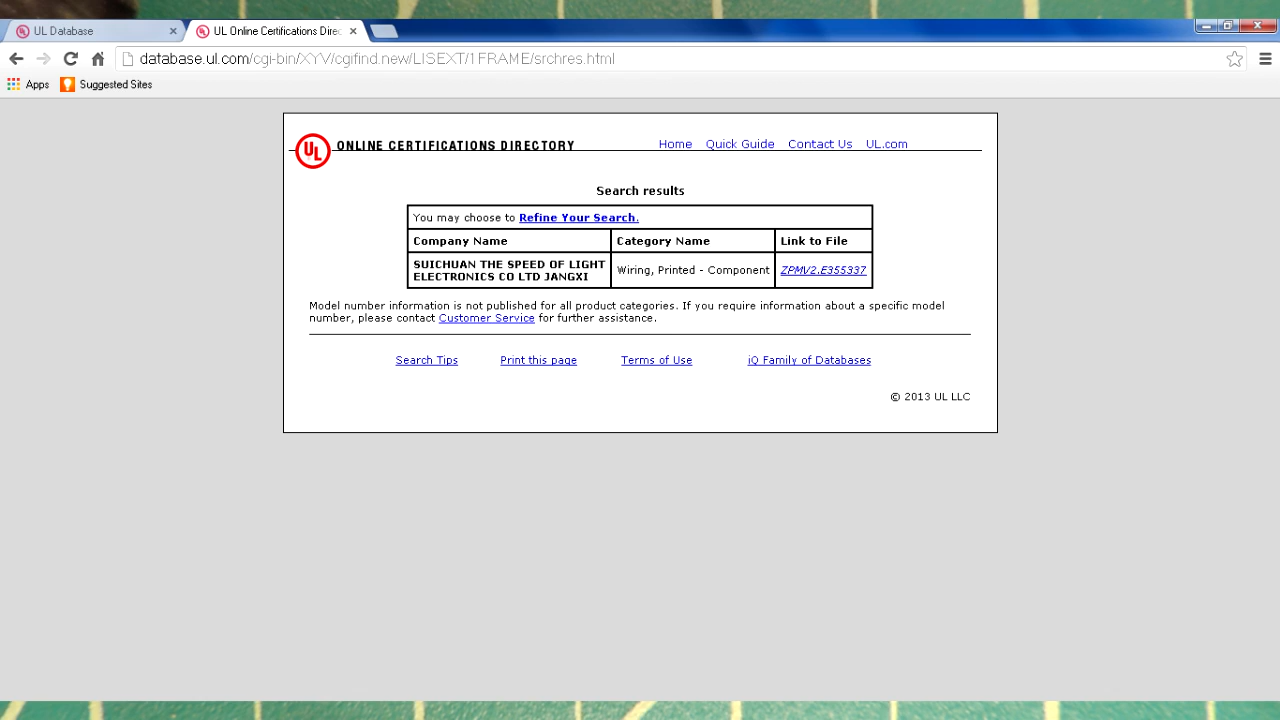 UL Database
UL Online Certifications Direc
database.ul.com/cgi-bin/XYV/cgifind.new/LISEXT/1FRAME/srchres.html
Apps Suggested Sites
UL ONLINE CERTIFICATIONS DIRECTORY
Home Quick Guide Contact Us UL.com
Search results
You may choose to Refine Your Search.
Company Name Category Name Link to File
SUICHUAN THE SPEED OF LIGHT
ELECTRONICS CO LTD JANGXI
Wiring, Printed - Component
ZPMV2.E355337
Model number information is not published for all product categories. If you require information about a specific model
number, please contact Customer Service for further assistance.
Search Tips Print this page Terms of Use iQ Family of Databases
© 2013 UL LLC